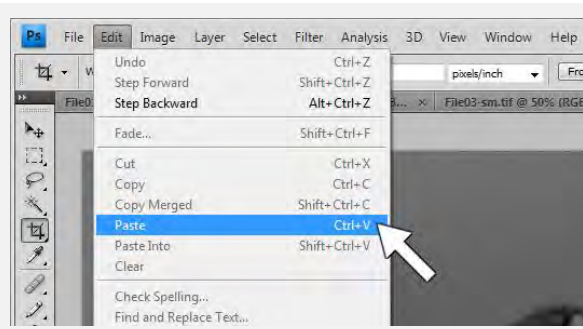 Ps File Edit Image Layer Select Filter Analysis 3D View Window Help
pixels/inch
Undo Ctrl+Z
Step Forward Shift+Ctrl+Z
Step Backward Alt+Ctrl+Z
File03-sm.tif @ 50% (RGB
Fade... Shift+Ctrl+F
Cut Ctrl+X
Copy Ctrl+C
Copy Merged Shift+Ctrl+C
Paste Ctrl+V
Paste Into Shift+Ctrl+V
Clear
Check Spelling...
Find and Replace Text...